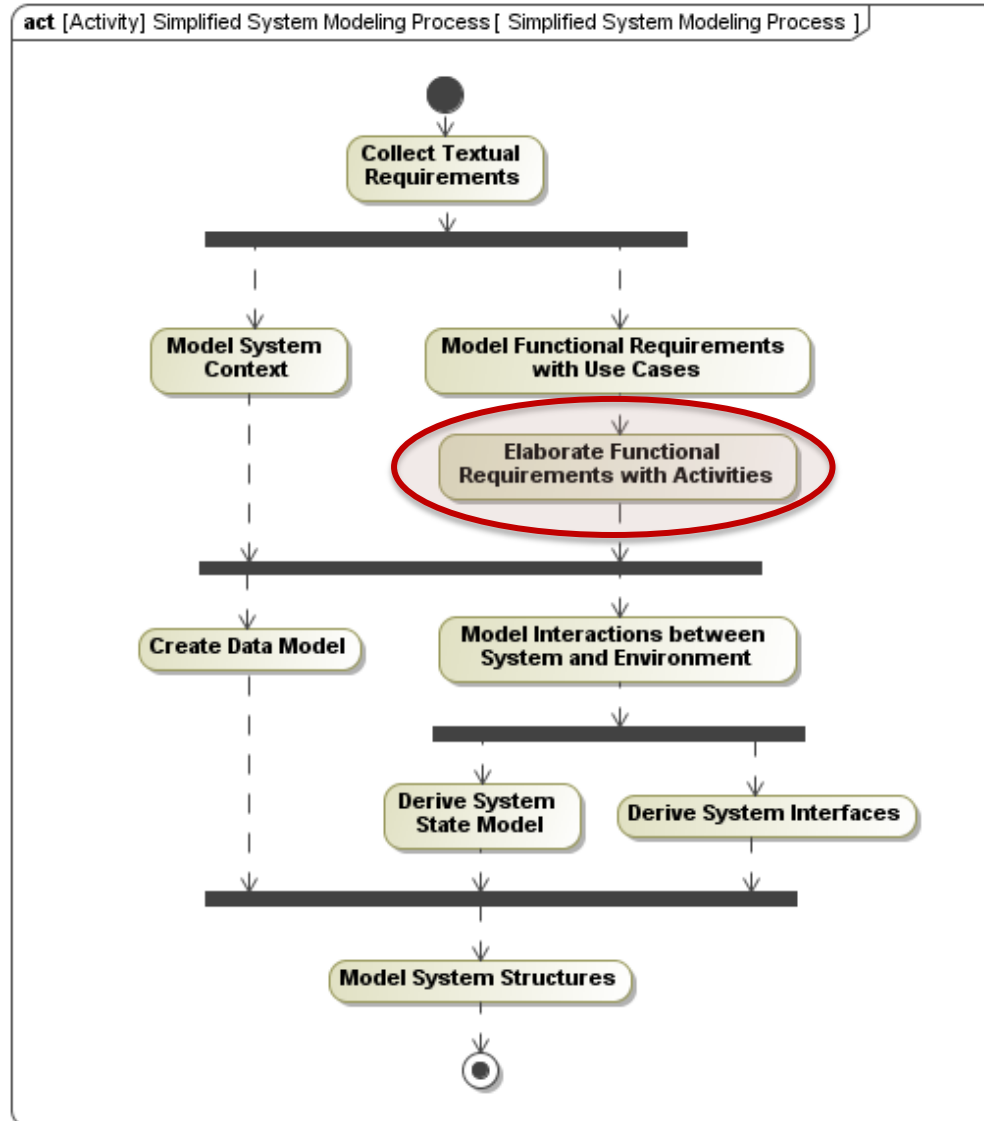 act [Activity] Simplified System Modeling Process [ Simplified System Modeling Process ]
Collect Textual
Requirements
Model System
Context
Model Functional Requirements
with Use Cases
Elaborate Functional
Requirements with Activities
Create Data Model
Model Interactions between
System and Environment
Derive System
State Model
Derive System Interfaces
Model System Structures